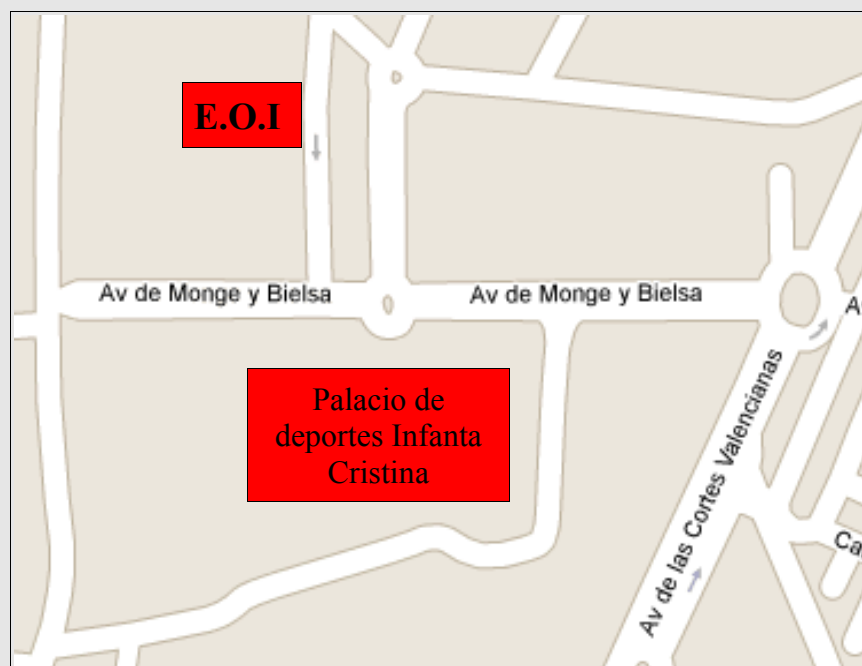 E.O.I
Av de Monge y Bielsa
Av de Monge y Bielsa
Palacio de
deportes Infanta
Cristina
Av de las Cortes Valencianas